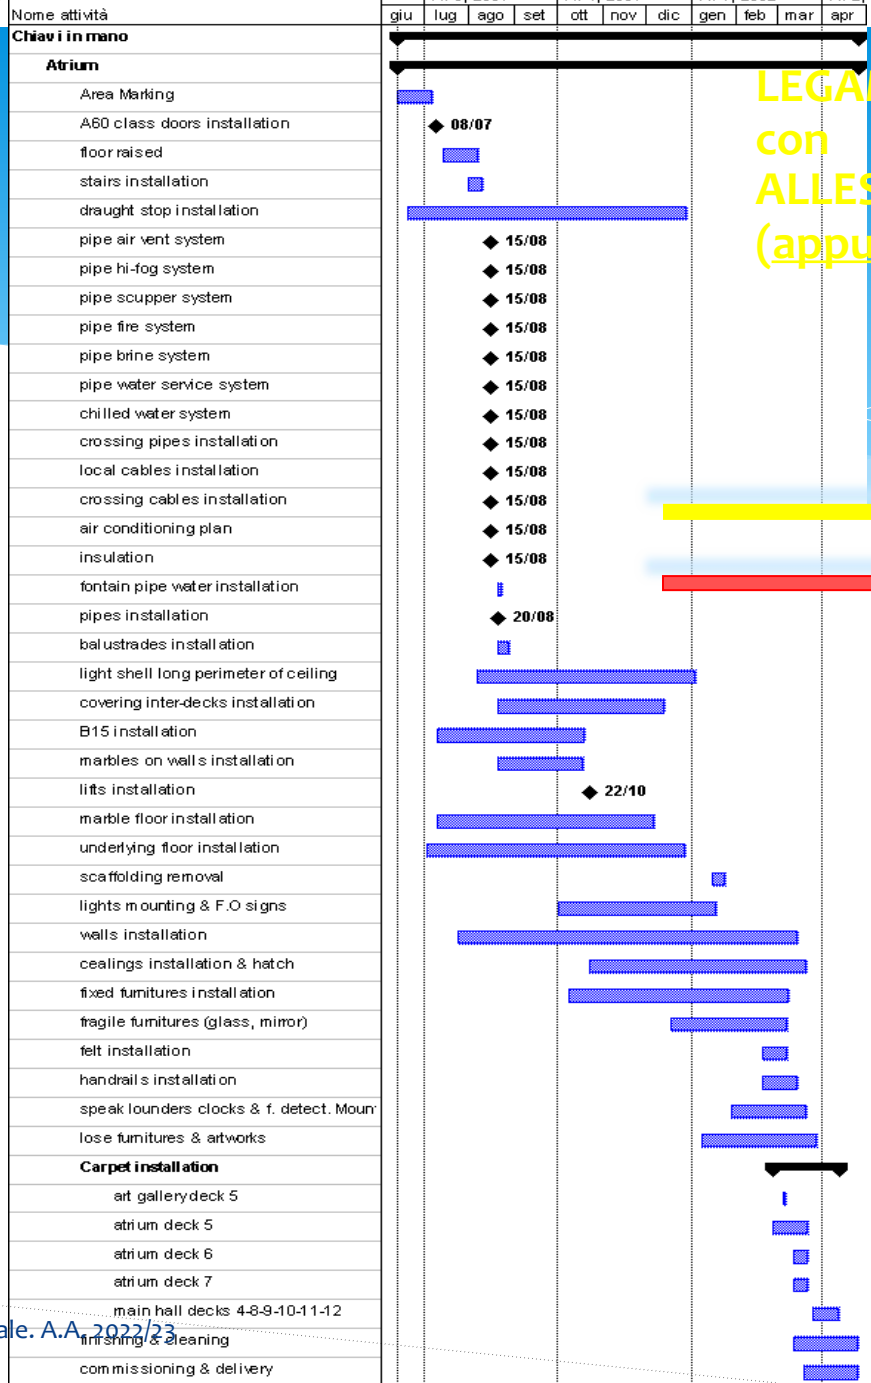 Nome attività giu lug ago set ott nov dic gen feb mar apr
Chiavi in mano
Atrium
LEGA
Area Marking
A60 class doors installation 08/07
con
floor raised
stairs installation
ALLES
draught stop installation
pipe air vent system 15/08
(appu
pipe hi-fog system 15/08
pipe scupper system 15/08
pipe fire system 15/08
pipe brine system 15/08
pipe water service system 15/08
chilled water system 15/08
crossing pipes installation 15/08
local cables installation 15/08
crossing cables installation 15/08
air conditioning plan 15/08
insulation 15/08
fontain pipe water installation
pipes installation 20/08
balustrades installation
light shell long perimeter of ceiling
covering inter-decks installation
B15 installation
marbles on walls installation
lifts installation 22/10
marble floor installation
underlying floor installation
scaffolding removal
lights mounting & F.O signs
walls installation
cealings installation & hatch
fixed furnitures installation
fragile furnitures (glass, mirror)
felt installation
handrails installation
speak lounders clocks & f. detect. Moun
lose furnitures & artworks
Carpet installation
art gallery deck 5
atrium deck 5
atrium deck 6
atrium deck 7
main hall decks 4-8-9-10-11-12
ale. A.A. 2022/23
finishing & cleaning
commissioning & delivery